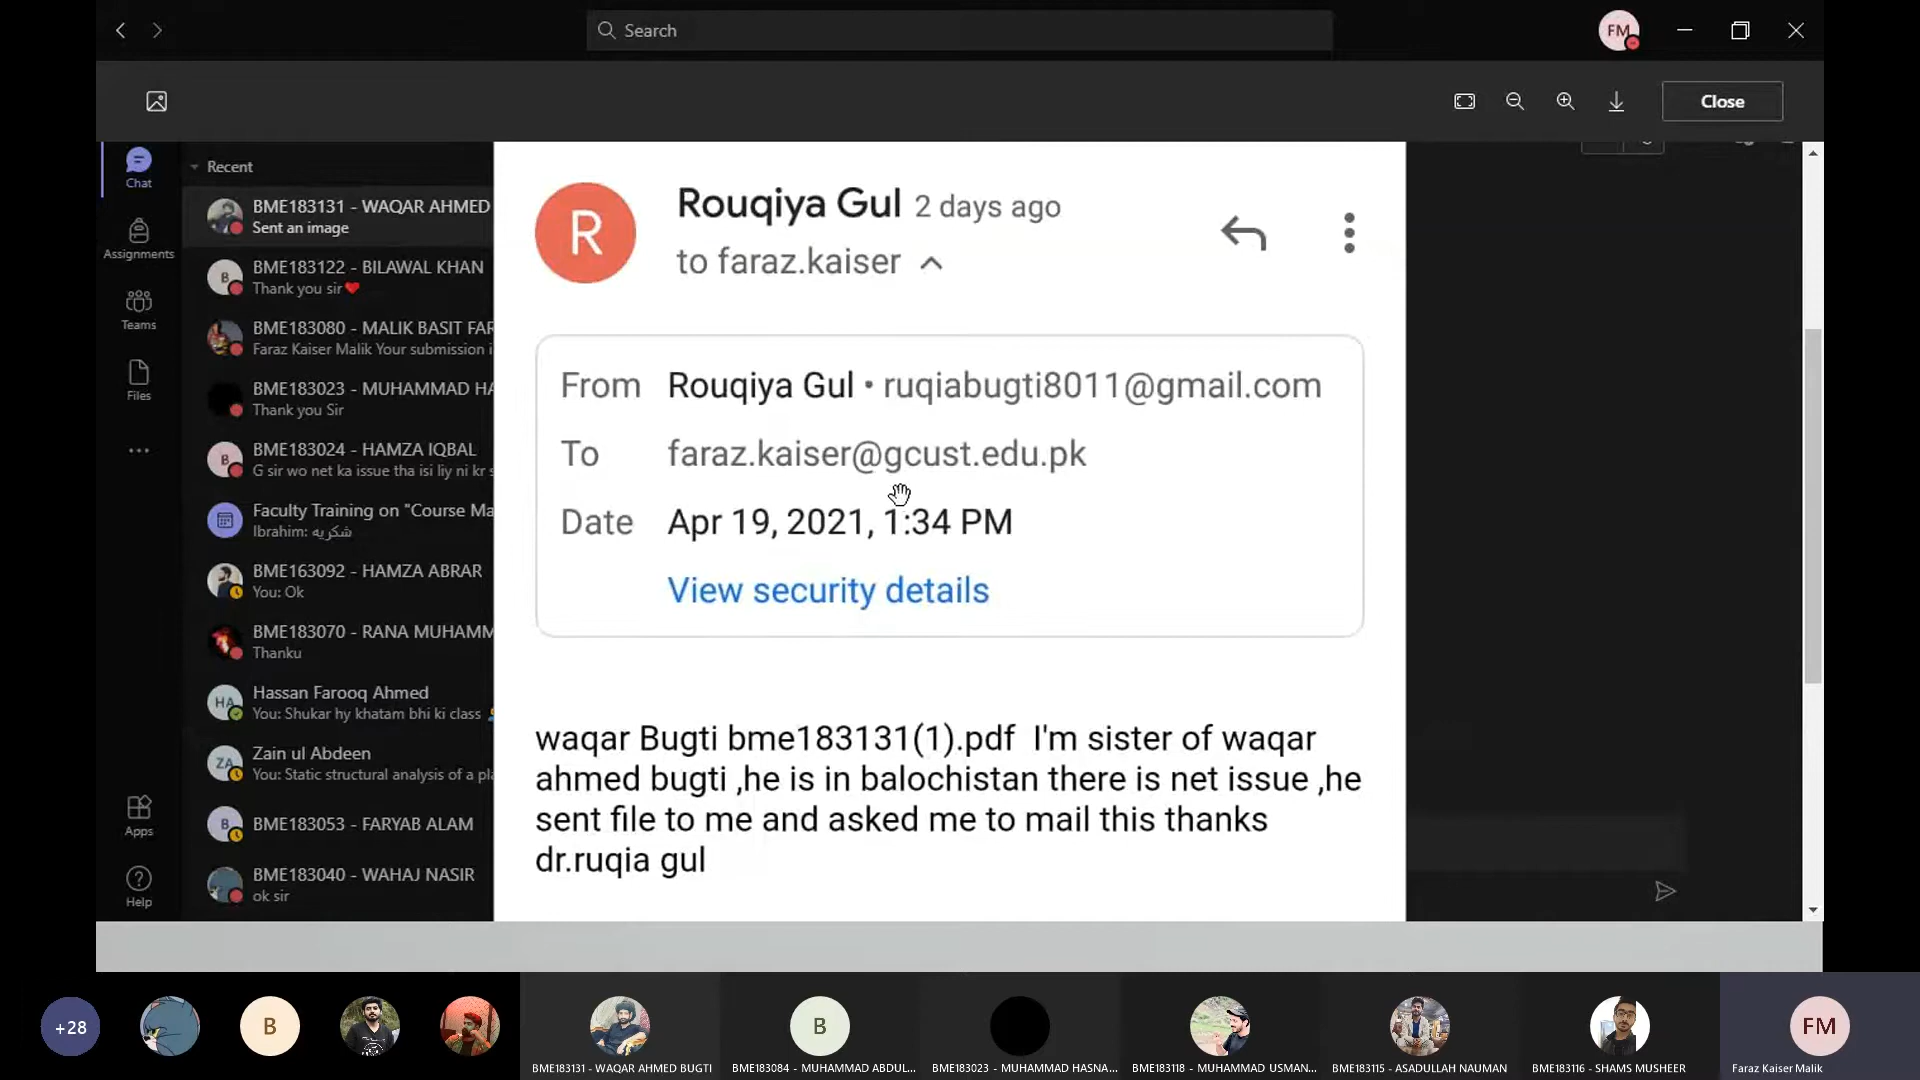 Search
FM
Close
Chat
Assignments
Teams
Files
Apps
Help
Recent
BME183131 - WAQAR AHMED
Sent an image
B
BME183122 - BILAWAL KHAN
Thank you sir❤
BME183080 - MALIK BASIT FAR
Faraz Kaiser Malik Your submission i
BME183023 - MUHAMMAD HA
Thank you Sir
B
BME183024 - HAMZA IQBAL
G sir wo net ka issue tha isi liy ni kr s
Faculty Training on "Course Ma
Ibrahim: شكريه
BME163092 - HAMZA ABRAR
You: Ok
BME183070 - RANA MUHAMM
Thanku
HA
Hassan Farooq Ahmed
You: Shukar hy khatam bhi ki class
ZA
Zain ul Abdeen
You: Static structural analysis of a pla
B
BME183053 - FARYAB ALAM
BME183040 - WAHAJ NASIR
ok sir
R
Rouqiya Gul 2 days ago
to faraz.kaiser
From Rouqiya Gul • ruqiabugti8011@gmail.com
To faraz.kaiser@gcust.edu.pk
Date Apr 19, 2021, 1:34 PM
View security details
waqar Bugti bme183131(1).pdf I'm sister of waqar
ahmed bugti ,he is in balochistan there is net issue ,he
sent file to me and asked me to mail this thanks
dr.ruqia gul
+28
B
B
FM
BME183131 - WAQAR AHMED BUGTI
BME183084 - MUHAMMAD ABDUL...
BME183023 - MUHAMMAD HASNA...
BME183118 - MUHAMMAD USMAN...
BME183115 - ASADULLAH NAUMAN
BME183116 - SHAMS MUSHEER
Faraz Kaiser Malik